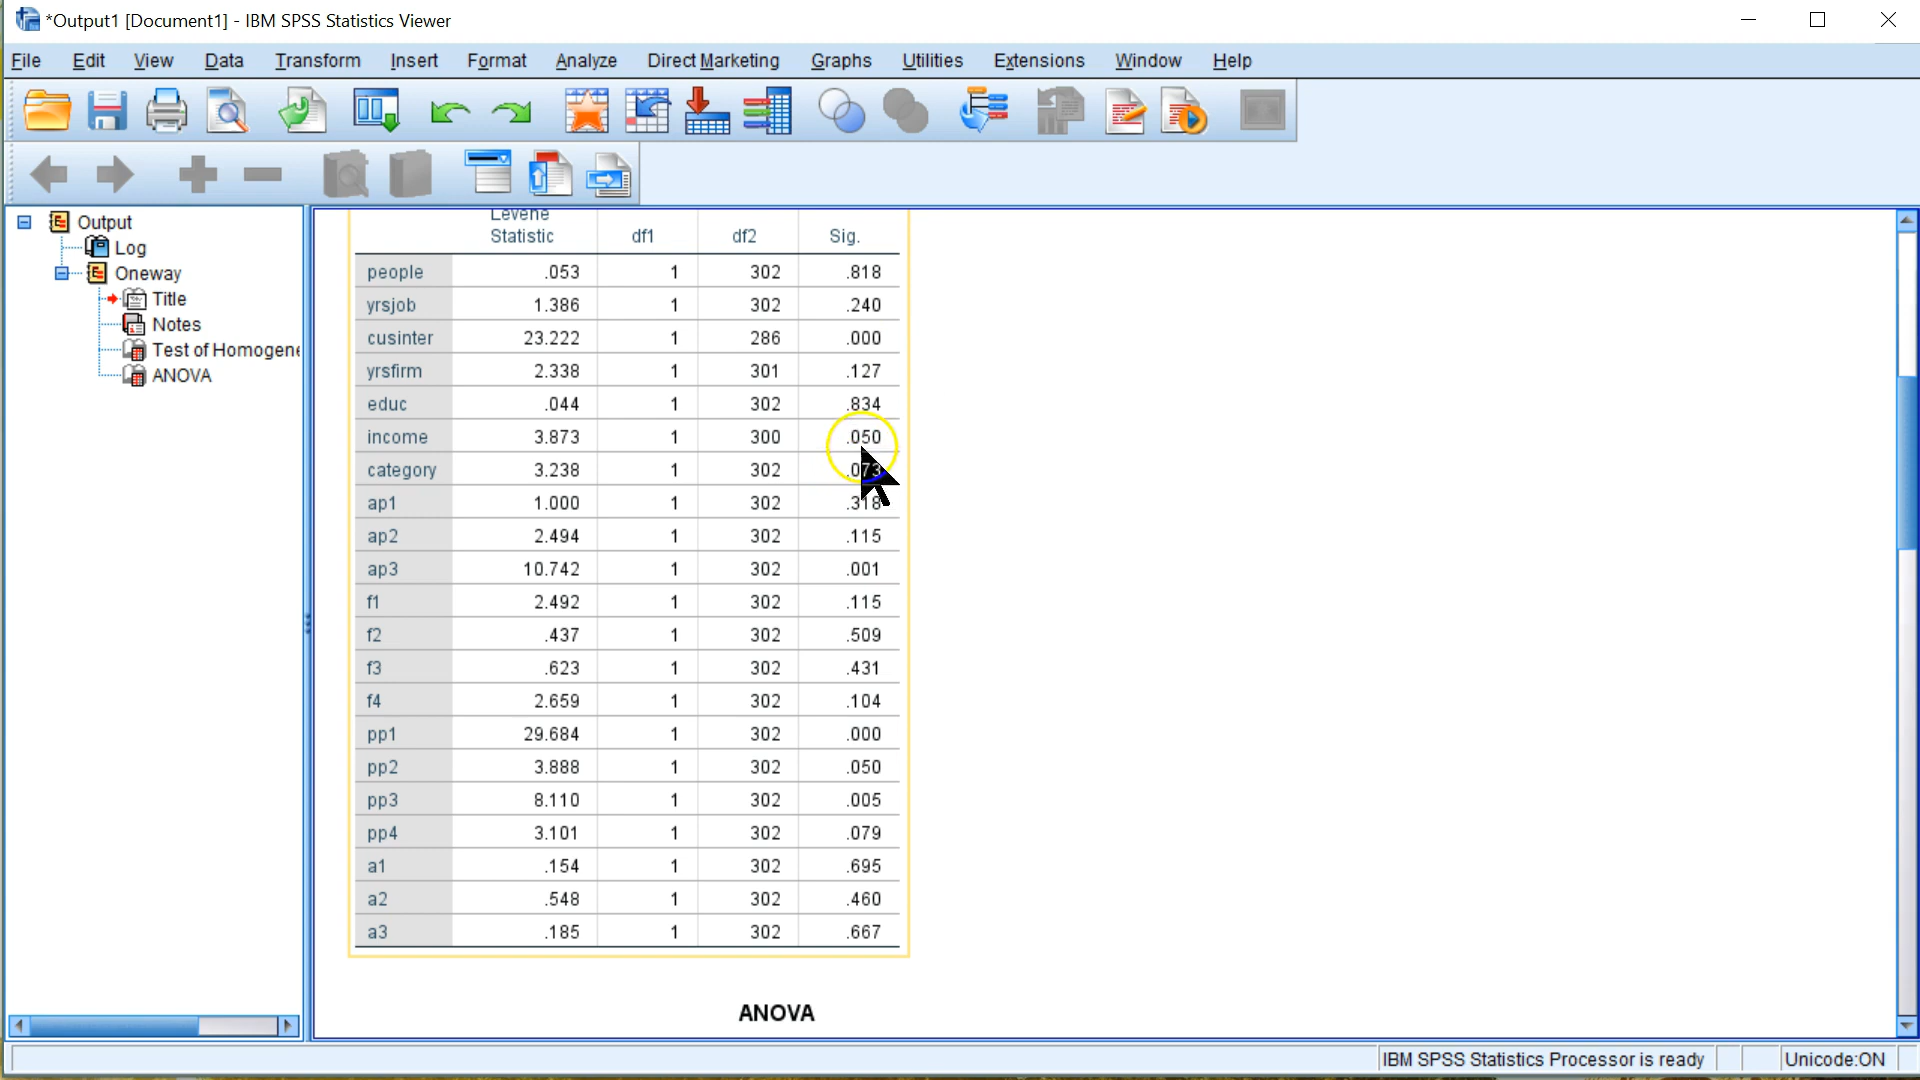 *Output1 [Document1] - IBM SPSS Statistics Viewer
File Edit View Data Transform Insert Format Analyze Direct Marketing Graphs Utilities Extensions Window Help
Output
Log
Oneway
Title
Notes
Test of Homogene
ANOVA
Levene
Statistic df1 df2 Sig.
people .053 1 302 .818
yrsjob 1.386 1 302 .240
cusinter 23.222 1 286 .000
yrsfirm 2.338 1 301 .127
educ .044 1 302 .834
income 3.873 1 300 .050
category 3.238 1 302 .073
ap1 1.000 1 302 .318
ap2 2.494 1 302 .115
ap3 10.742 1 302 .001
f1 2.492 1 302 .115
f2 .437 1 302 .509
f3 .623 1 302 .431
f4 2.659 1 302 .104
pp1 29.684 1 302 .000
pp2 3.888 1 302 .050
pp3 8.110 1 302 .005
pp4 3.101 1 302 .079
a1 .154 1 302 .695
a2 .548 1 302 .460
a3 .185 1 302 .667
ANOVA
IBM SPSS Statistics Processor is ready Unicode:ON